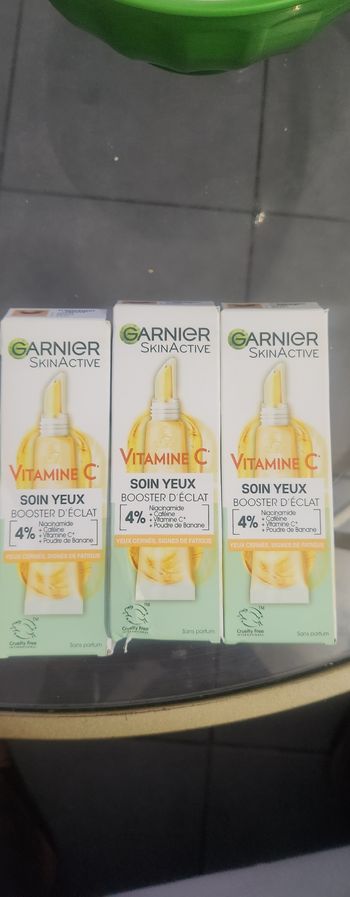 GARNIER
SKINACTIVE
VITAMINE C*
SOIN YEUX
BOOSTER D'ÉCLAT
4%
Niacinamide
+ Caféine
+ Vitamine C*
+ Poudre de Banane
YEUX CERNÉS, SIGNES DE FATIGUE
Cruelty Free
INTERNATIONAL
Sans parfum
GARNIER
SKINACTIVE
VITAMINE C*
SOIN YEUX
BOOSTER D'ÉCLAT
4%
Niacinamide
+ Caféine
+ Vitamine C*
+ Poudre de Banane
YEUX CERNÉS, SIGNES DE FATIGUE
Cruelty Free
INTERNATIONAL
Sans parfum
GARNIER
SKINACTIVE
VITAMINE C*
SOIN YEUX
BOOSTER D'ÉCLAT
4%
Niacinamide
+ Caféine
+ Vitamine C*
+ Poudre de Banane
YEUX CERNÉS, SIGNES DE FATIGUE
Cruelty Free
INTERNATIONAL
Sans parfum